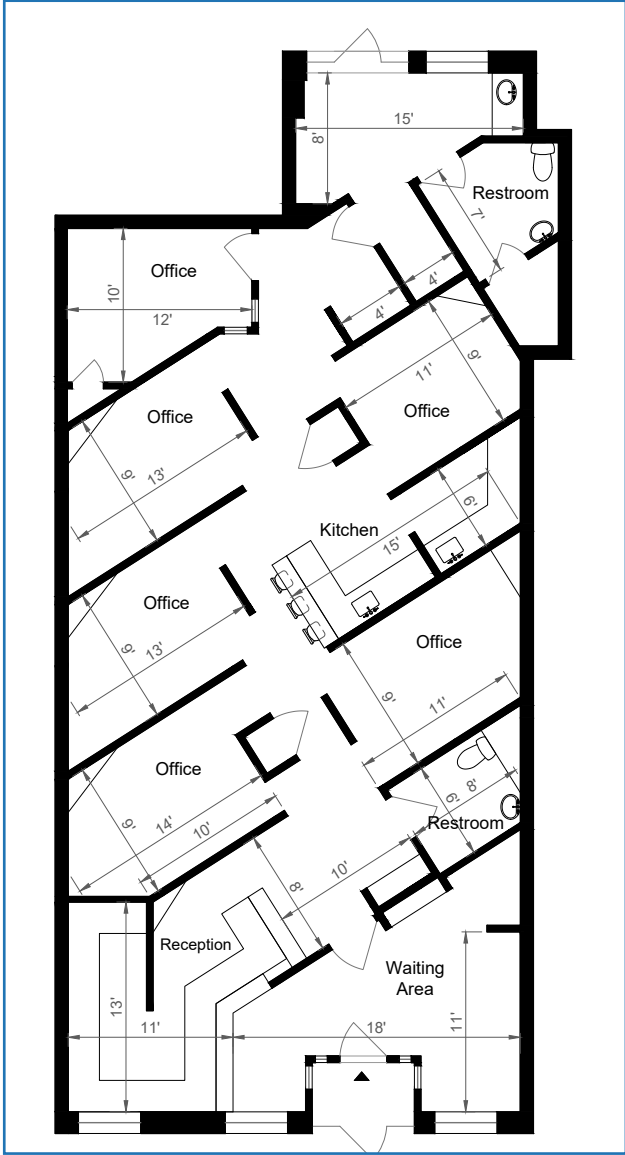 15'
8'
Restroom
7'
Office
10'
12'
4'
4'
9'
11'
Office
Office
9'
13'
6'
Kitchen
15'
Office
9'
13'
Office
9'
11'
Office
9'
14'
10'
8'
6'
Restroom
10'
8'
Reception
Waiting
Area
13'
11'
18'
11'